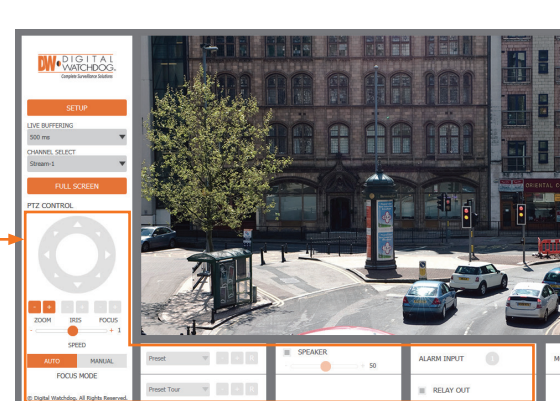 DIGITAL
DW WATCHDOG®
Complete Surveillance Solutions
SETUP
LIVE BUFFERING
500 ms
CHANNEL SELECT
Stream-1
FULL SCREEN
PTZ CONTROL
- +
ZOOM IRIS FOCUS
- + 1
SPEED
AUTO MANUAL
FOCUS MODE
© Digital Watchdog. All Rights Reserved.
Preset
Preset Tour
SPEAKER
- + 50
ALARM INPUT 1
RELAY OUT
ORIENTAL